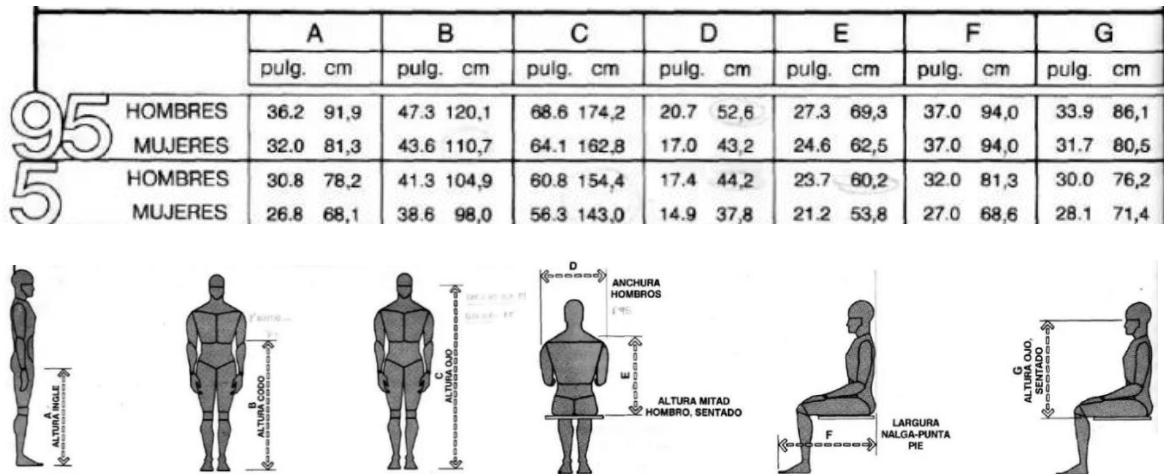 A B C D E F G
pulg. cm pulg. cm pulg. cm pulg. cm pulg. cm pulg. cm pulg. cm
95 HOMBRES 36.2 91,9 47.3 120,1 68.6 174,2 20.7 52,6 27.3 69,3 37.0 94,0 33.9 86,1
MUJERES 32.0 81,3 43.6 110,7 64.1 162,8 17.0 43,2 24.6 62,5 37.0 94,0 31.7 80,5
5 HOMBRES 30.8 78,2 41.3 104,9 60.8 154,4 17.4 44,2 23.7 60,2 32.0 81,3 30.0 76,2
MUJERES 26.8 68,1 38.6 98,0 56.3 143,0 14.9 37,8 21.2 53,8 27.0 68,6 28.1 71,4
A
ALTURA INGLE
B
ALTURA CODO
C
ALTURA OJO
D
ANCHURA
HOMBROS
P95
E
ALTURA MITAD
HOMBRO, SENTADO
F
LARGURA
NALGA-PUNTA
PIE
G
ALTURA OJO,
SENTADO